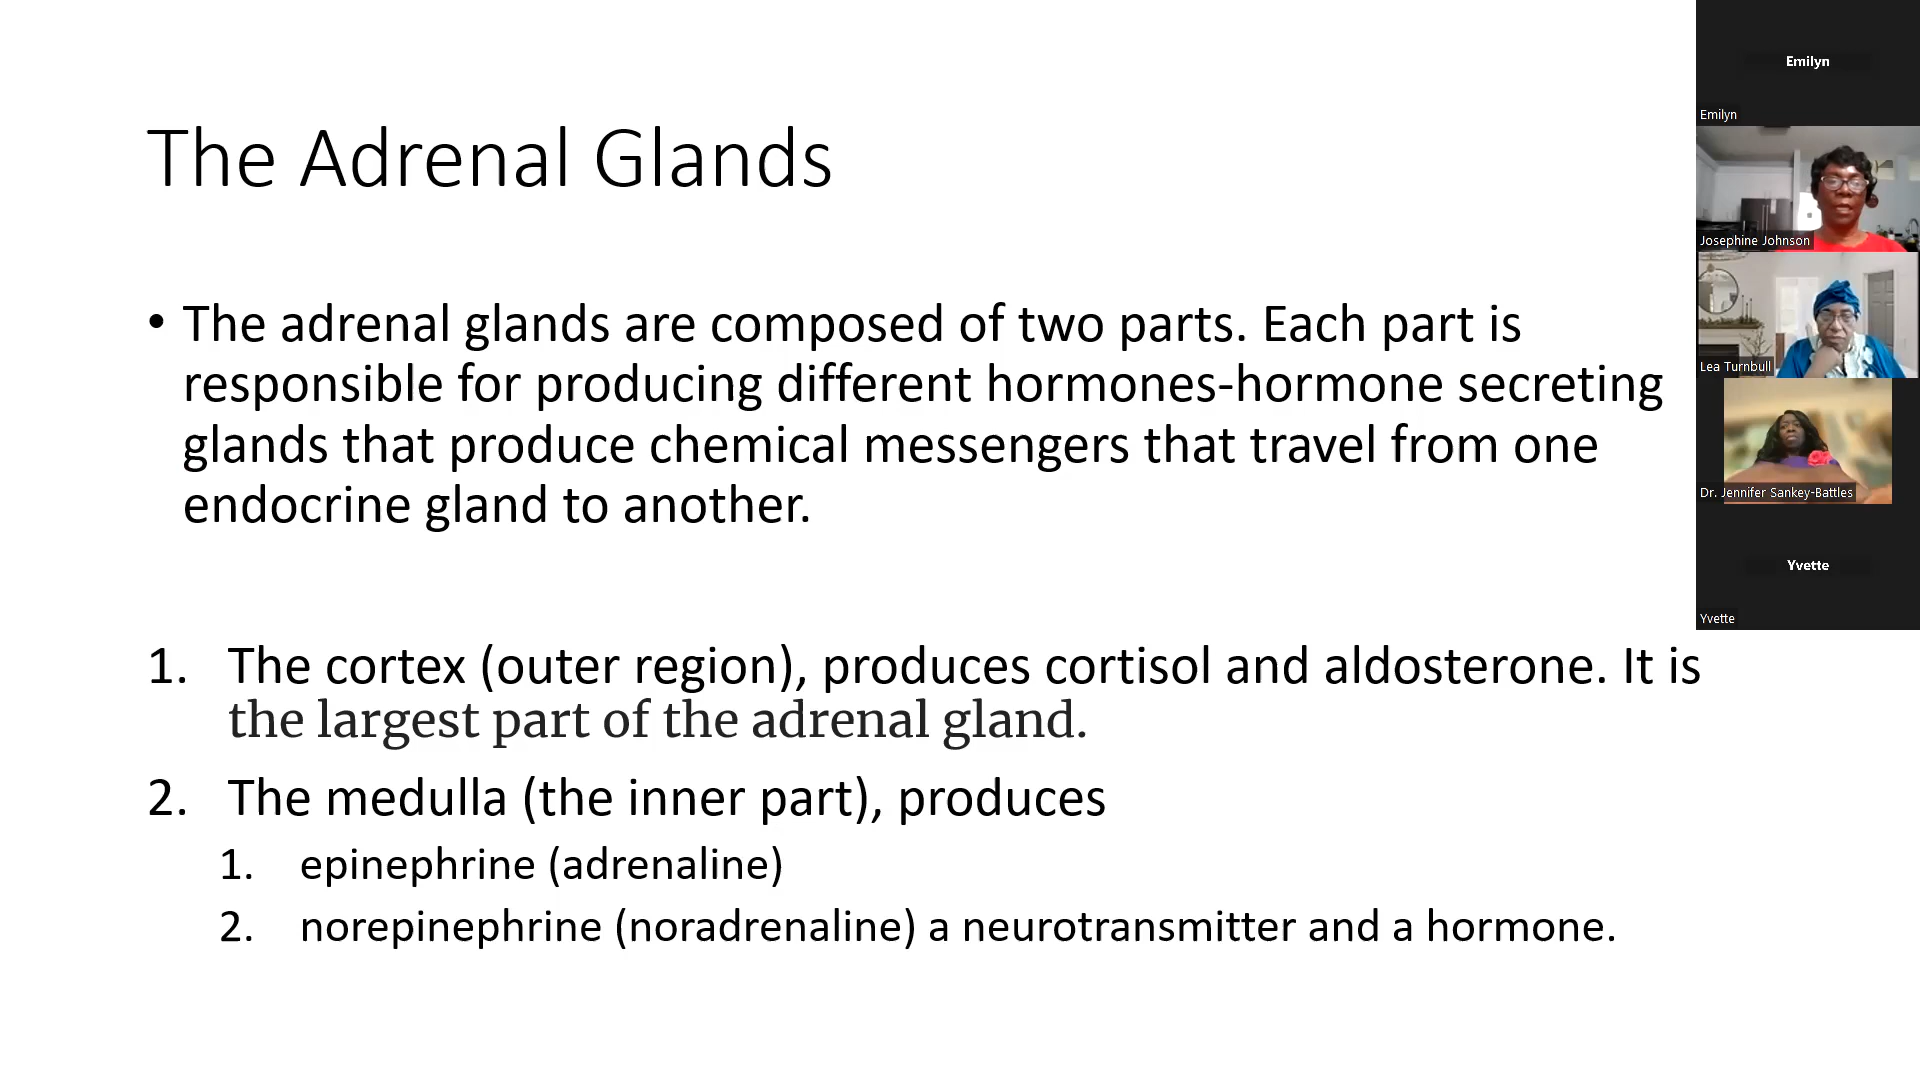 The Adrenal Glands
• The adrenal glands are composed of two parts. Each part is
responsible for producing different hormones-hormone secreting
glands that produce chemical messengers that travel from one
endocrine gland to another.
1. The cortex (outer region), produces cortisol and aldosterone. It is
the largest part of the adrenal gland.
2. The medulla (the inner part), produces
1. epinephrine (adrenaline)
2. norepinephrine (noradrenaline) a neurotransmitter and a hormone.
Emilyn
Emilyn
Josephine Johnson
Lea Turnbull
Dr. Jennifer Sankey-Battles
Yvette
Yvette